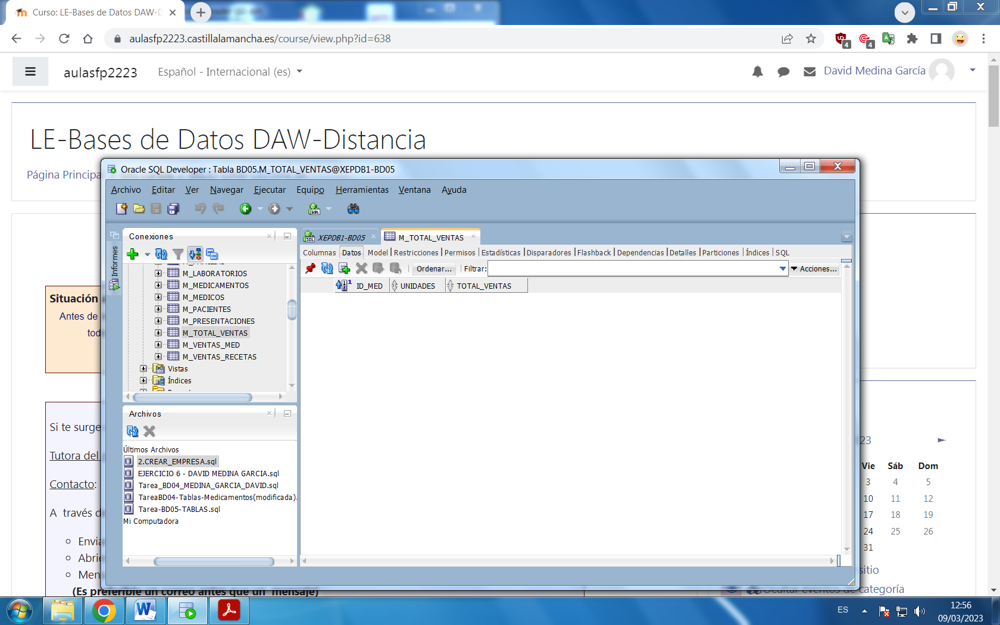 Curso: LE-Bases de Datos DAW-D
aulasfp2223.castillalamancha.es/course/view.php?id=638
4
4
aulasfp2223
Español - Internacional (es)
David Medina García
LE-Bases de Datos DAW-Distancia
Página Principa
Oracle SQL Developer : Tabla BD05.M_TOTAL_VENTAS@XEPDB1-BD05
Archivo Editar Ver Navegar Ejecutar Equipo Herramientas Ventana Ayuda
Informes
Conexiones
XEPDB1-BD05
M_TOTAL_VENTAS
Columnas Datos Model Restricciones Permisos Estadísticas Disparadores Flashback Dependencias Detalles Particiones Índices SQL
Ordenar... Filtrar: Acciones...
ID_MED UNIDADES TOTAL_VENTAS
M_LABORATORIOS
M_MEDICAMENTOS
M_MEDICOS
M_PACIENTES
M_PRESENTACIONES
M_TOTAL_VENTAS
M_VENTAS_MED
M_VENTAS_RECETAS
Vistas
Índices
Archivos
Últimos Archivos
2.CREAR_EMPRESA.sql
EJERCICIO 6 - DAVID MEDINA GARCIA.sql
Tarea_BD04_MEDINA_GARCIA_DAVID.sql
TareaBD04-Tablas-Medicamentos(modificada).
Tarea-BD05-TABLAS.sql
Mi Computadora
Situación
Antes de
tod
Si te surge
Tutora del
Contacto:
A través d
Envia
Abrie
Men
(Es preferible un correo antes que un mensaje)
23
Vie Sáb Dom
3 4 5
10 11 12
17 18 19
24 25 26
31
sitio
Ocultar eventos de categoría
ES
12:56
09/03/2023